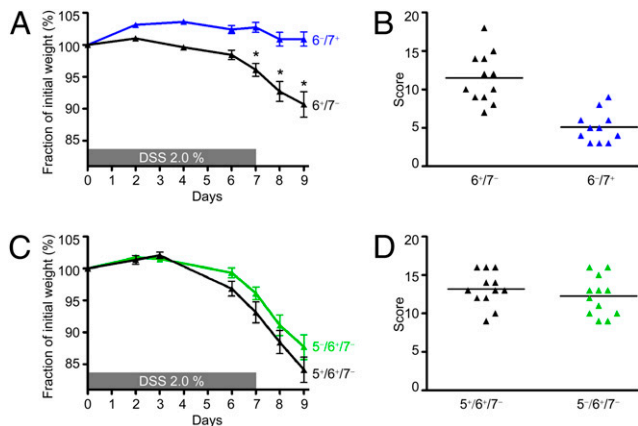 A
Fraction of initial weight (%)
105
100
95
90
85
6⁻/7⁺
6⁺/7⁻
* * *
DSS 2.0 %
0 1 2 3 4 5 6 7 8 9
Days
B
Score
20
15
10
5
0
6⁺/7⁻ 6⁻/7⁺
C
Fraction of initial weight (%)
105
100
95
90
85
5⁻/6⁺/7⁻
5⁺/6⁺/7⁻
DSS 2.0 %
0 1 2 3 4 5 6 7 8 9
Days
D
Score
20
15
10
5
0
5⁺/6⁺/7⁻ 5⁻/6⁺/7⁻